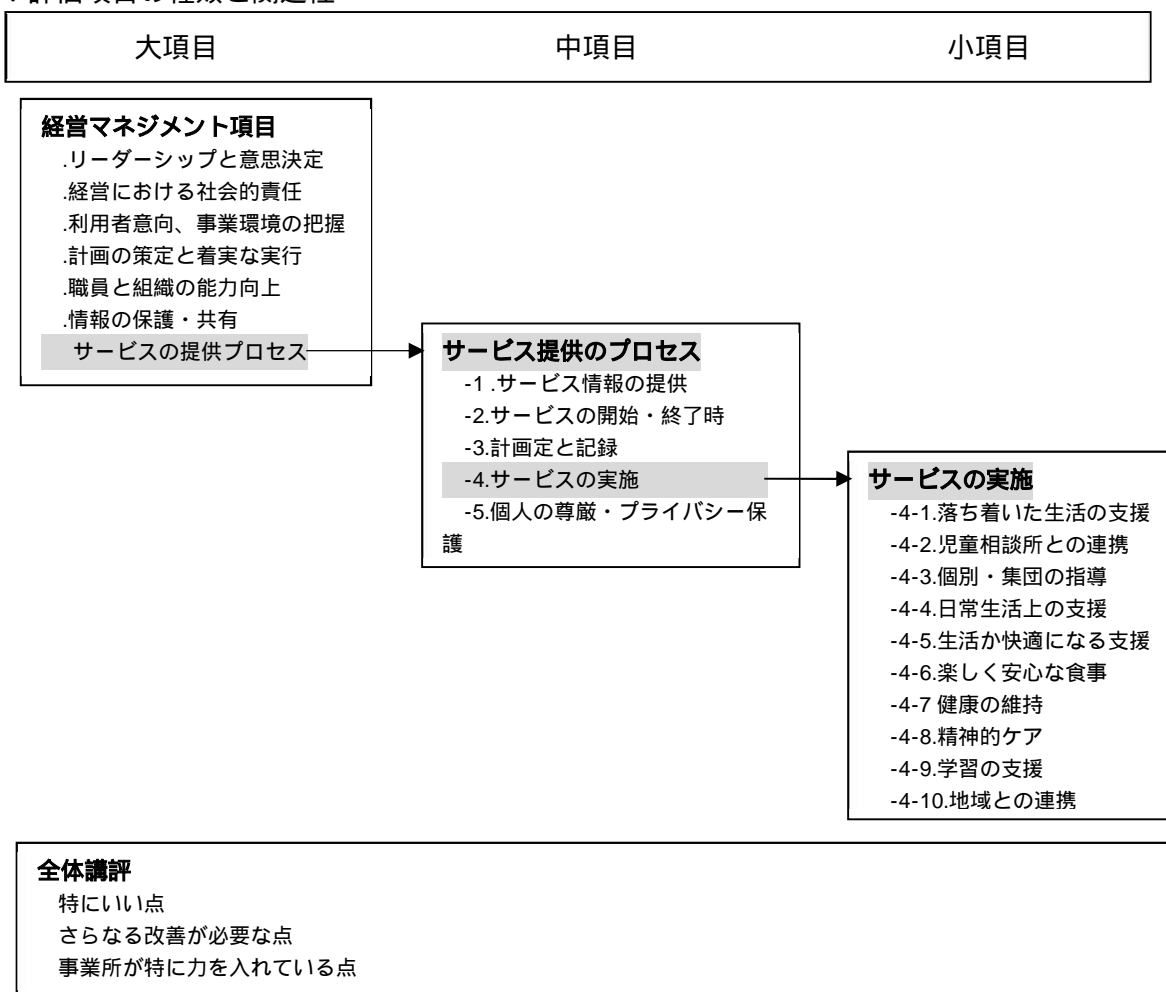 大項目 中項目 小項目
経営マネジメント項目
.リーダーシップと意思決定
.経営における社会的責任
.利用者意向、事業環境の把握
.計画の策定と着実な実行
.職員と組織の能力向上
.情報の保護・共有
サービスの提供プロセス
サービス提供のプロセス
-1.サービス情報の提供
-2.サービスの開始・終了時
-3.計画定と記録
-4.サービスの実施
-5.個人の尊厳・プライバシー保
護
サービスの実施
-4-1.落ち着いた生活の支援
-4-2.児童相談所との連携
-4-3.個別・集団の指導
-4-4.日常生活上の支援
-4-5.生活か快適になる支援
-4-6.楽しく安心な食事
-4-7 健康の維持
-4-8.精神的ケア
-4-9.学習の支援
-4-10.地域との連携
全体講評
特にいい点
さらなる改善が必要な点
事業所が特に力を入れている点